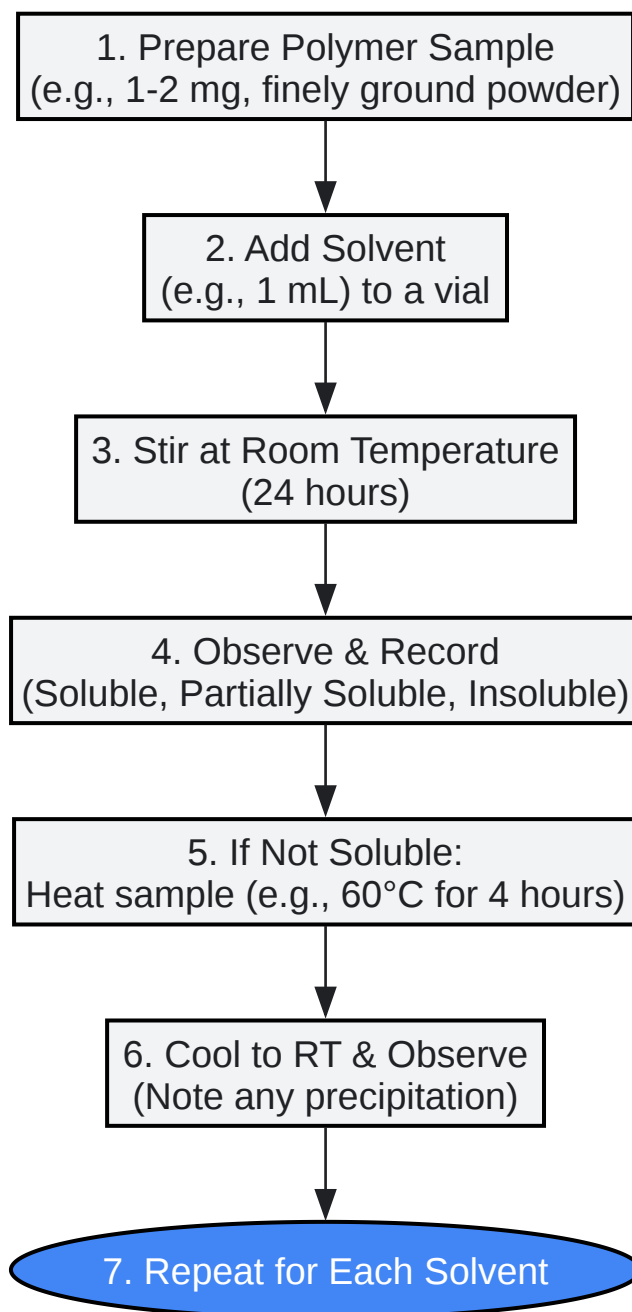 1. Prepare Polymer Sample
(e.g., 1-2 mg, finely ground powder)
2. Add Solvent
(e.g., 1 mL) to a vial
3. Stir at Room Temperature
(24 hours)
4. Observe & Record
(Soluble, Partially Soluble, Insoluble)
5. If Not Soluble:
Heat sample (e.g., 60°C for 4 hours)
6. Cool to RT & Observe
(Note any precipitation)
7. Repeat for Each Solvent